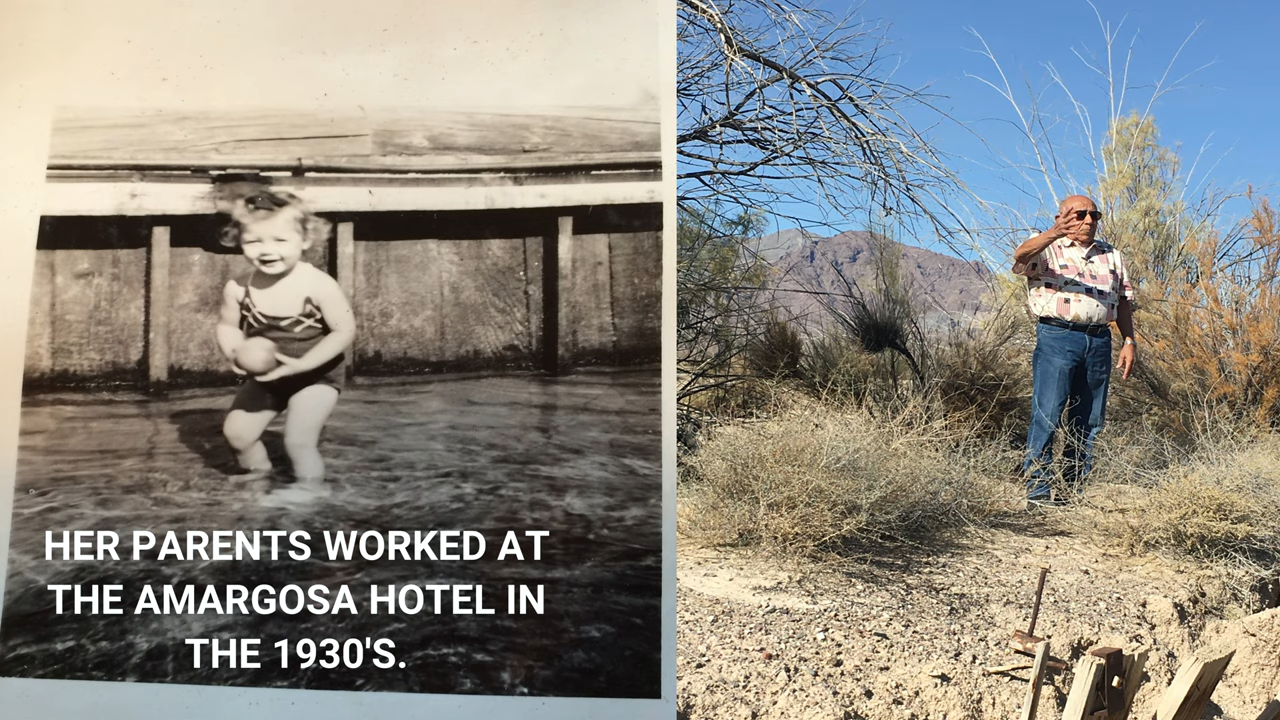 HER PARENTS WORKED AT
THE AMARGOSA HOTEL IN
THE 1930'S.